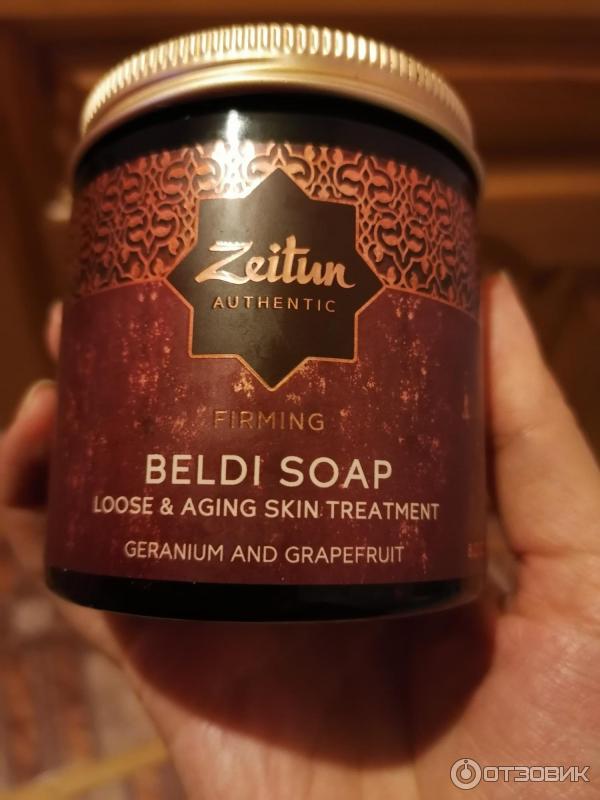 Zeitun
AUTHENTIC
FIRMING
BELDI SOAP
LOOSE & AGING SKIN TREATMENT
GERANIUM AND GRAPEFRUIT
ОТЗОВИК